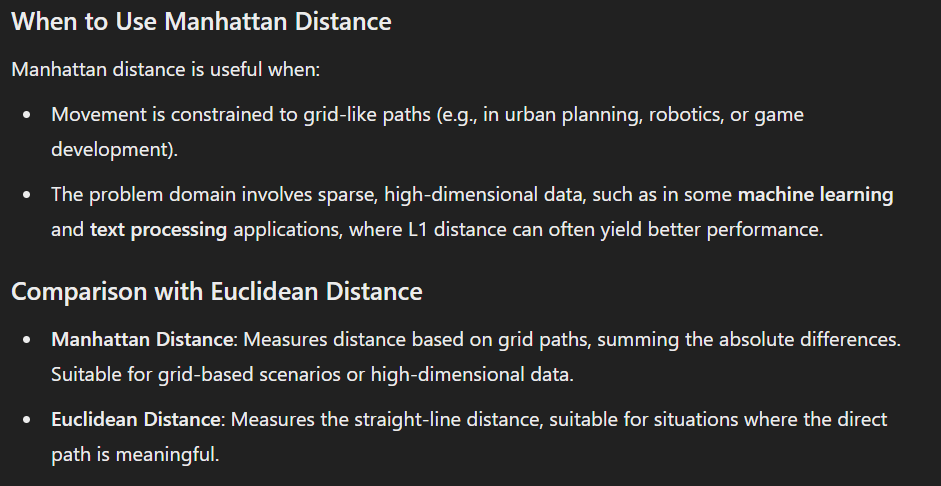 When to Use Manhattan Distance
Manhattan distance is useful when:
• Movement is constrained to grid-like paths (e.g., in urban planning, robotics, or game
development).
• The problem domain involves sparse, high-dimensional data, such as in some machine learning
and text processing applications, where L1 distance can often yield better performance.
Comparison with Euclidean Distance
• Manhattan Distance: Measures distance based on grid paths, summing the absolute differences.
Suitable for grid-based scenarios or high-dimensional data.
• Euclidean Distance: Measures the straight-line distance, suitable for situations where the direct
path is meaningful.